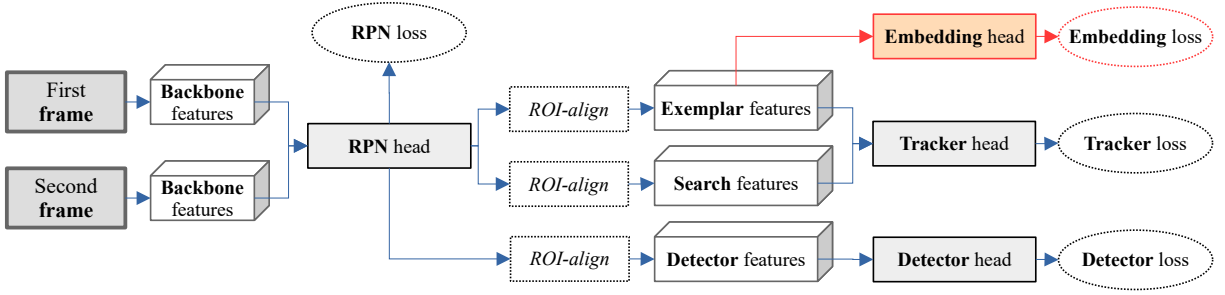 RPN loss
Embedding head
Embedding loss
First
frame
Backbone
features
ROI-align
Exemplar features
RPN head
Tracker head
Tracker loss
Second
frame
Backbone
features
ROI-align
Search features
ROI-align
Detector features
Detector head
Detector loss